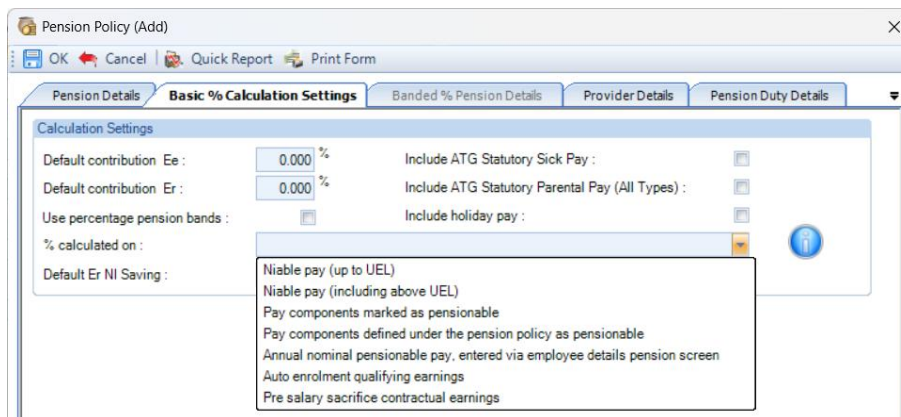 Pension Policy (Add)
OK Cancel Quick Report Print Form
Pension Details Basic % Calculation Settings Banded % Pension Details Provider Details Pension Duty Details
Calculation Settings
Default contribution Ee : 0.000 % Include ATG Statutory Sick Pay :
Default contribution Er : 0.000 % Include ATG Statutory Parental Pay (All Types) :
Use percentage pension bands : Include holiday pay :
% calculated on :
Default Er NI Saving :
Niable pay (up to UEL)
Niable pay (including above UEL)
Pay components marked as pensionable
Pay components defined under the pension policy as pensionable
Annual nominal pensionable pay, entered via employee details pension screen
Auto enrolment qualifying earnings
Pre salary sacrifice contractual earnings